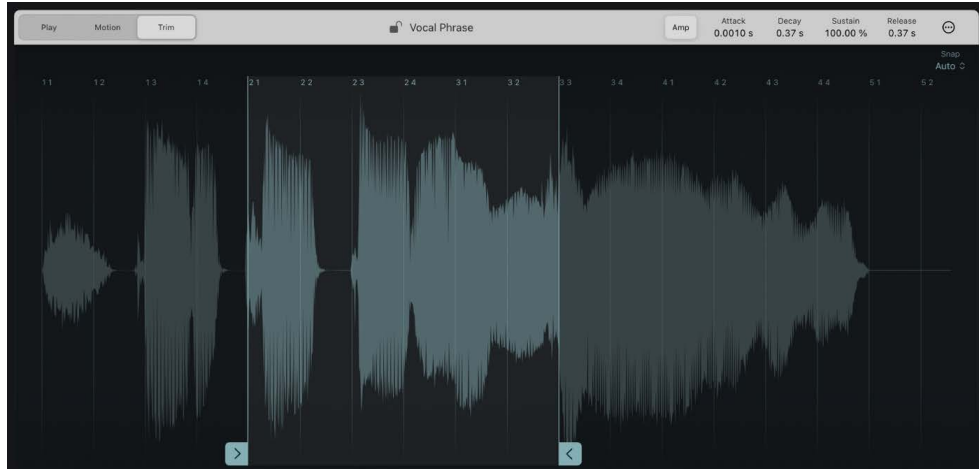 Play Motion Trim Vocal Phrase Amp Attack Decay Sustain Release
0.0010 s 0.37 s 100.00 % 0.37 s
Snap
Auto
1 1 1 2 1 3 1 4 2 1 2 2 2 3 2 4 3 1 3 2 3 3 3 4 4 1 4 2 4 3 4 4 5 1 5 2